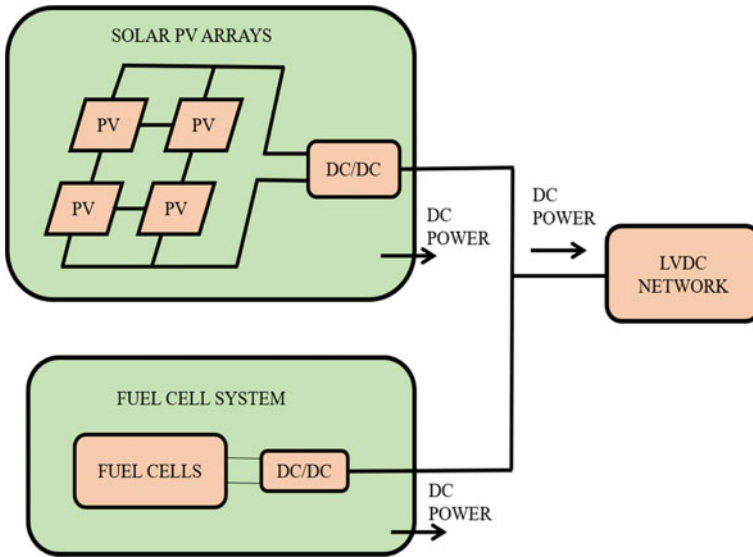 SOLAR PV ARRAYS
PV
PV
PV
PV
DC/DC
DC
POWER
DC
POWER
LVDC
NETWORK
FUEL CELL SYSTEM
FUEL CELLS
DC/DC
DC
POWER